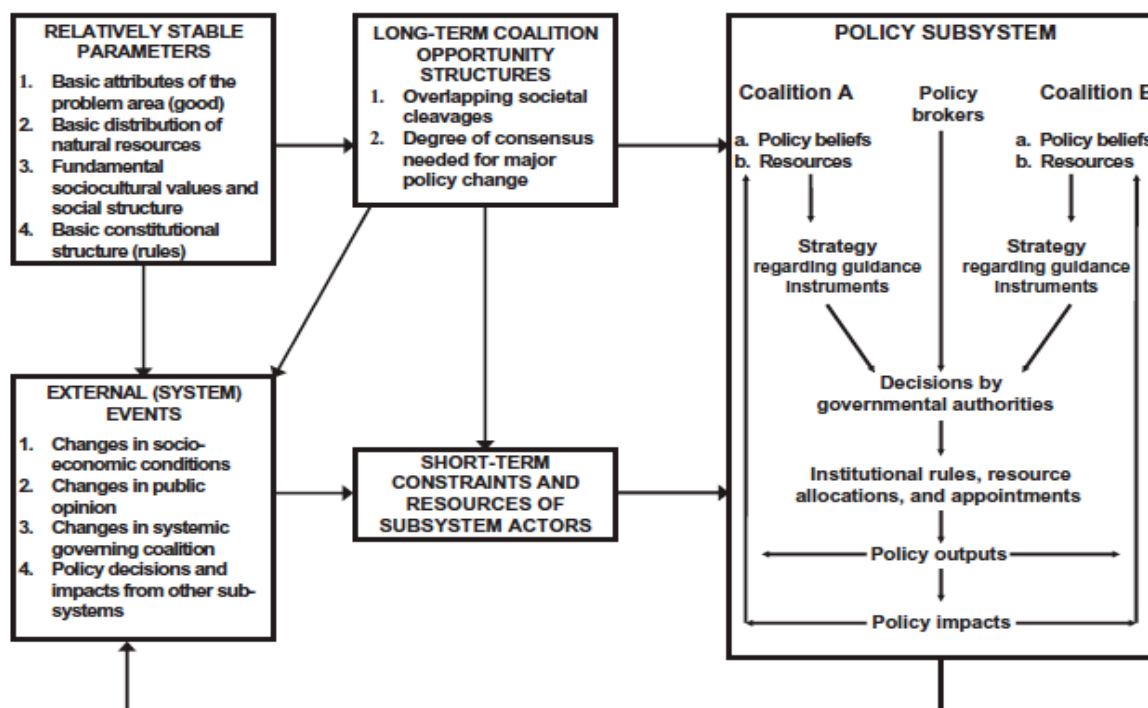 RELATIVELY STABLE
PARAMETERS
1. Basic attributes of the
problem area (good)
2. Basic distribution of
natural resources
3. Fundamental
sociocultural values and
social structure
4. Basic constitutional
structure (rules)
LONG-TERM COALITION
OPPORTUNITY
STRUCTURES
1. Overlapping societal
cleavages
2. Degree of consensus
needed for major
policy change
POLICY SUBSYSTEM
Coalition A
a. Policy beliefs
b. Resources
Policy
brokers
Coalition B
a. Policy beliefs
b. Resources
Strategy
regarding guidance
instruments
Strategy
regarding guidance
instruments
Decisions by
governmental authorities
Institutional rules, resource
allocations, and appointments
Policy outputs
Policy impacts
EXTERNAL (SYSTEM)
EVENTS
1. Changes in socio-
economic conditions
2. Changes in public
opinion
3. Changes in systemic
governing coalition
4. Policy decisions and
impacts from other sub-
systems
SHORT-TERM
CONSTRAINTS AND
RESOURCES OF
SUBSYSTEM ACTORS